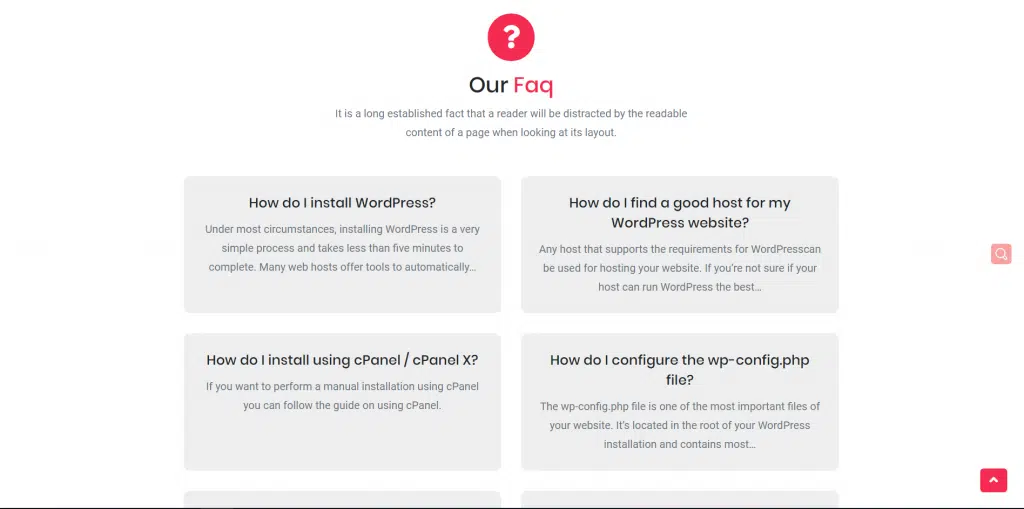 ?
Our Faq
It is a long established fact that a reader will be distracted by the readable
content of a page when looking at its layout.
How do I install WordPress?
Under most circumstances, installing WordPress is a very
simple process and takes less than five minutes to
complete. Many web hosts offer tools to automatically…
How do I find a good host for my
WordPress website?
Any host that supports the requirements for WordPresscan
be used for hosting your website. If you’re not sure if your
host can run WordPress the best…
How do I install using cPanel / cPanel X?
If you want to perform a manual installation using cPanel
you can follow the guide on using cPanel.
How do I configure the wp-config.php
file?
The wp-config.php file is one of the most important files of
your website. It’s located in the root of your WordPress
installation and contains most…